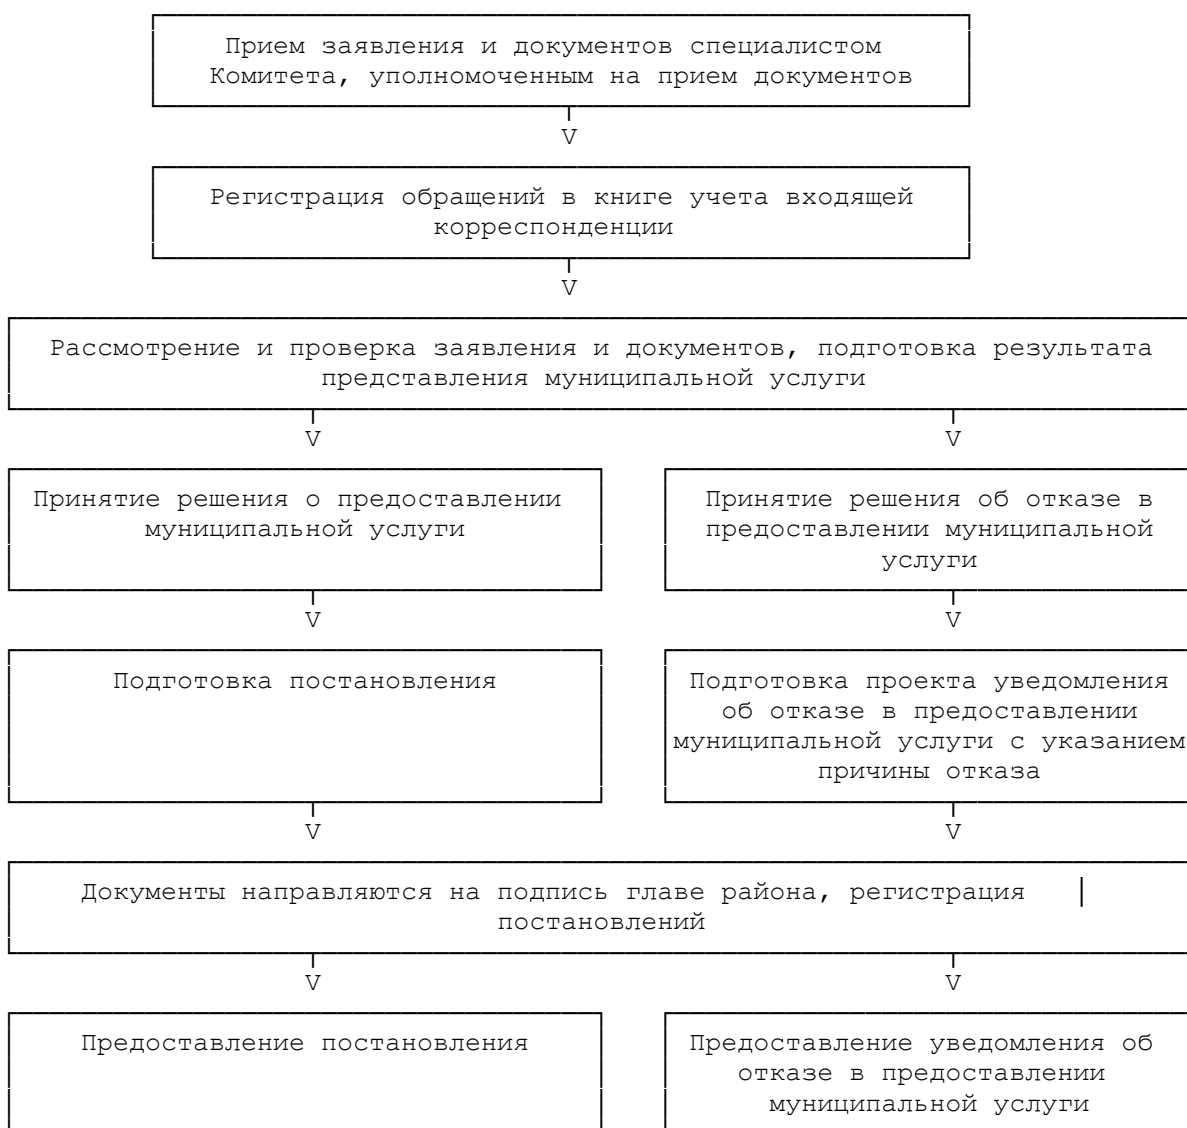 Прием заявления и документов специалистом
Комитета, уполномоченным на прием документов
V
Регистрация обращений в книге учета входящей
корреспонденции
V
Рассмотрение и проверка заявления и документов, подготовка результата
представления муниципальной услуги
V V
Принятие решения о предоставлении
муниципальной услуги
Принятие решения об отказе в
предоставлении муниципальной
услуги
V V
Подготовка постановления
Подготовка проекта уведомления
об отказе в предоставлении
муниципальной услуги с указанием
причины отказа
V V
Документы направляются на подпись главе района, регистрация
постановлений
V V
Предоставление постановления
Предоставление уведомления об
отказе в предоставлении
муниципальной услуги